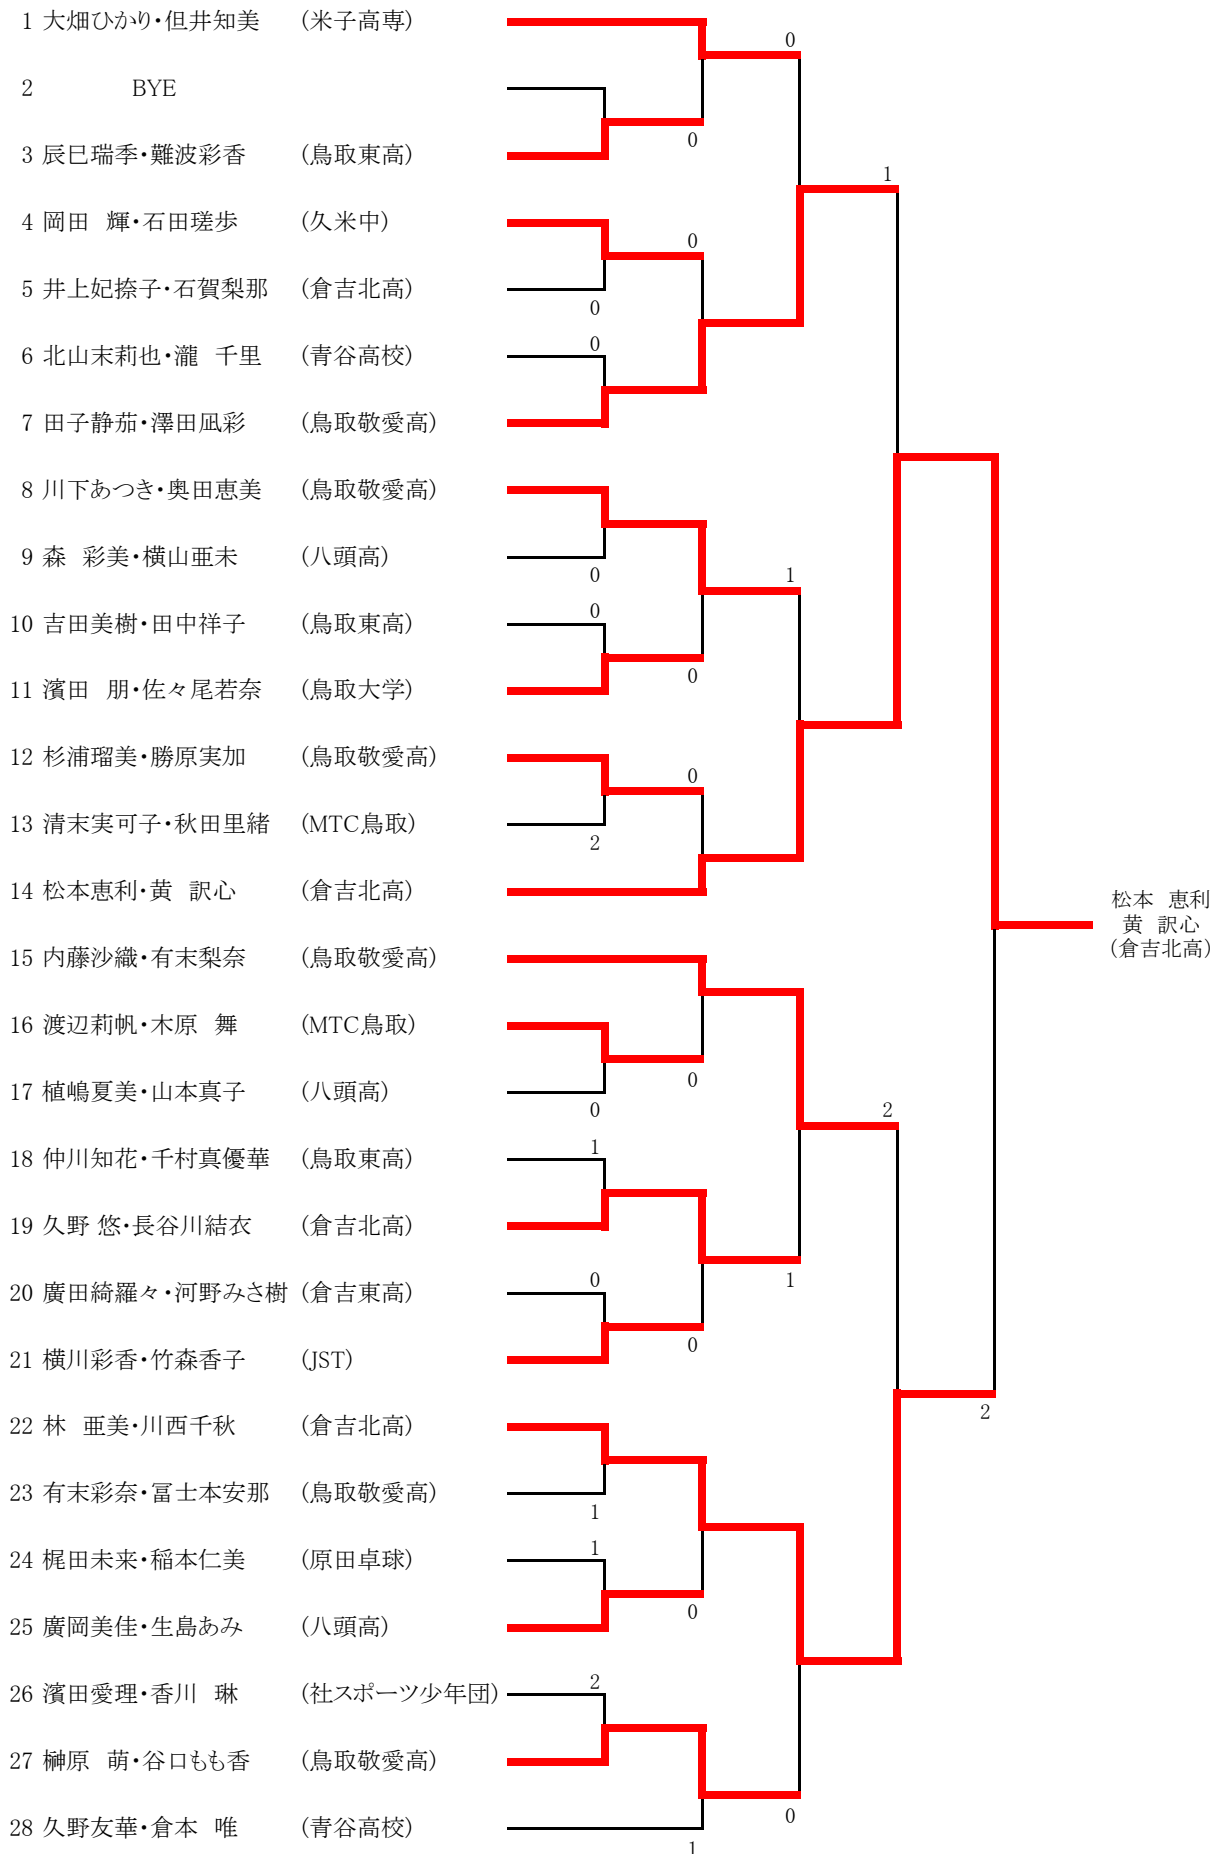 1 大畑ひかり・但井知美 (米子高専)
0
2 BYE
0
3 辰巳瑞季・難波彩香 (鳥取東高)
1
4 岡田 輝・石田瑳歩 (久米中)
0
5 井上妃捺子・石賀梨那 (倉吉北高)
0
0
6 北山末莉也・瀧 千里 (青谷高校)
7 田子静茄・澤田凪彩 (鳥取敬愛高)
8 川下あつき・奥田恵美 (鳥取敬愛高)
9 森 彩美・横山亜未 (八頭高)
0 1
0
10 吉田美樹・田中祥子 (鳥取東高)
0
11 濱田 朋・佐々尾若奈 (鳥取大学)
12 杉浦瑠美・勝原実加 (鳥取敬愛高)
0
13 清末実可子・秋田里緒 (MTC鳥取)
2
14 松本恵利・黄 訳心 (倉吉北高)
松本 恵利
黄 訳心
(倉吉北高)
15 内藤沙織・有末梨奈 (鳥取敬愛高)
16 渡辺莉帆・木原 舞 (MTC鳥取)
0
17 植嶋夏美・山本真子 (八頭高)
0 2
1
18 仲川知花・千村真優華 (鳥取東高)
19 久野 悠・長谷川結衣 (倉吉北高)
0 1
20 廣田綺羅々・河野みさ樹 (倉吉東高)
0
21 横川彩香・竹森香子 (JST)
2
22 林 亜美・川西千秋 (倉吉北高)
23 有末彩奈・冨士本安那 (鳥取敬愛高)
1
1
24 梶田未来・稲本仁美 (原田卓球)
0
25 廣岡美佳・生島あみ (八頭高)
2
26 濱田愛理・香川 琳 (社スポーツ少年団)
27 榊原 萌・谷口もも香 (鳥取敬愛高)
0
28 久野友華・倉本 唯 (青谷高校)
1